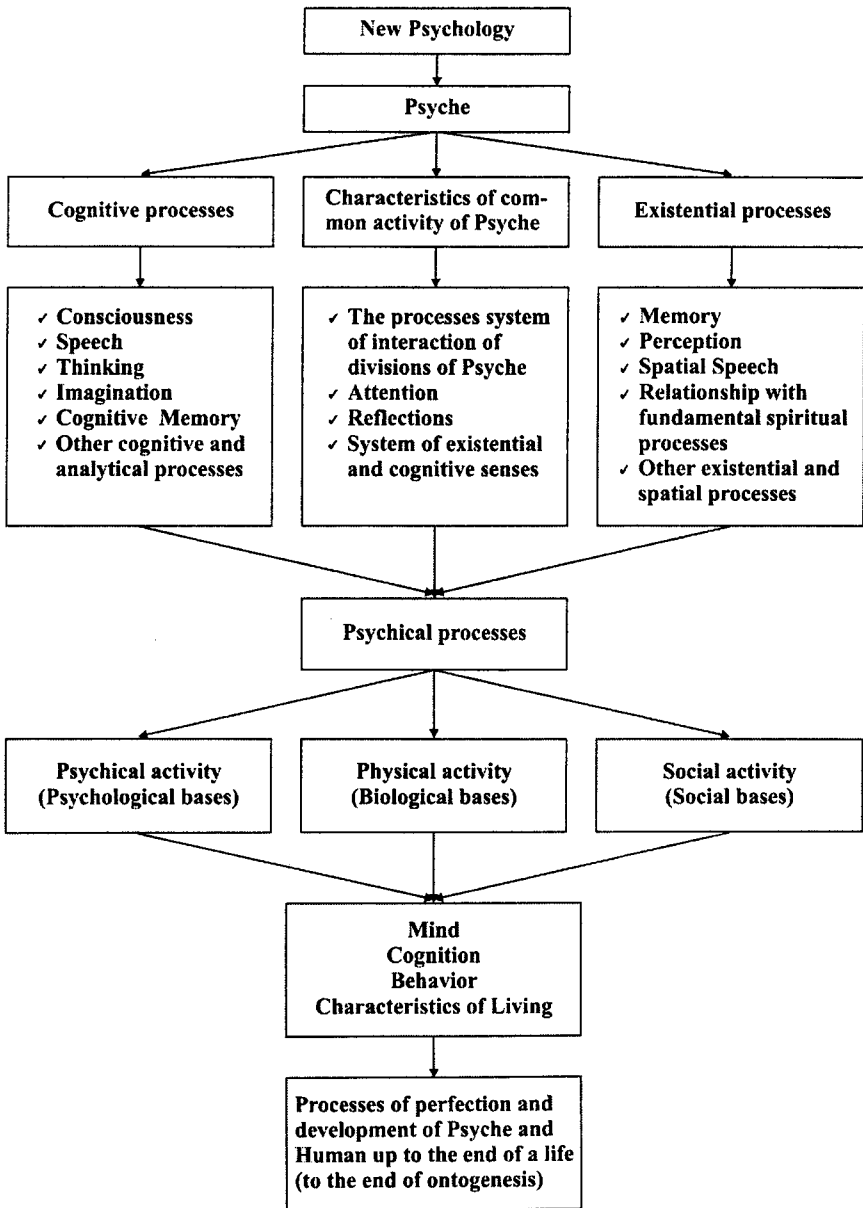 New Psychology
Psyche
Cognitive processes
Characteristics of com-
mon activity of Psyche
Existential processes
✓ Consciousness
✓ Speech
✓ Thinking
✓ Imagination
✓ Cognitive Memory
✓ Other cognitive and
analytical processes
✓ The processes system
of interaction of
divisions of Psyche
✓ Attention
✓ Reflections
✓ System of existential
and cognitive senses
✓ Memory
✓ Perception
✓ Spatial Speech
✓ Relationship with
fundamental spiritual
processes
✓ Other existential and
spatial processes
Psychical processes
Psychical activity
(Psychological bases)
Physical activity
(Biological bases)
Social activity
(Social bases)
Mind
Cognition
Behavior
Characteristics of Living
Processes of perfection and
development of Psyche and
Human up to the end of a life
(to the end of ontogenesis)